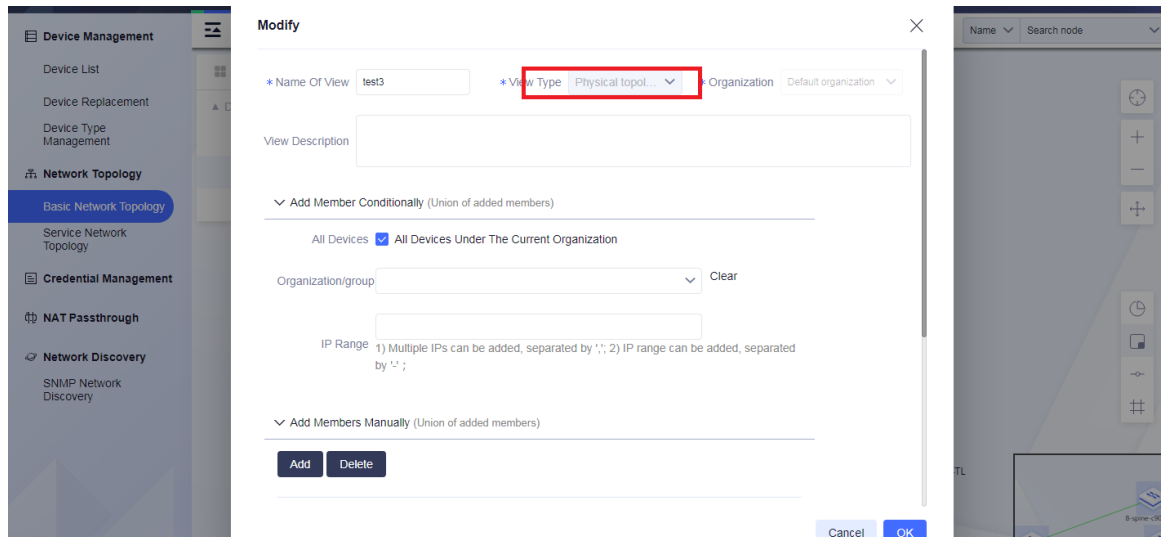 Device Management
Device List
Device Replacement
Device Type
Management
Network Topology
Basic Network Topology
Service Network
Topology
Credential Management
NAT Passthrough
Network Discovery
SNMP Network
Discovery
Modify
* Name Of View test3 * View Type Physical topol... * Organization Default organization
View Description
Add Member Conditionally (Union of added members)
All Devices All Devices Under The Current Organization
Organization/group Clear
IP Range
1) Multiple IPs can be added, separated by ','; 2) IP range can be added, separated
by '-' ;
Add Members Manually (Union of added members)
Add Delete
Cancel OK
Name Search node
TL